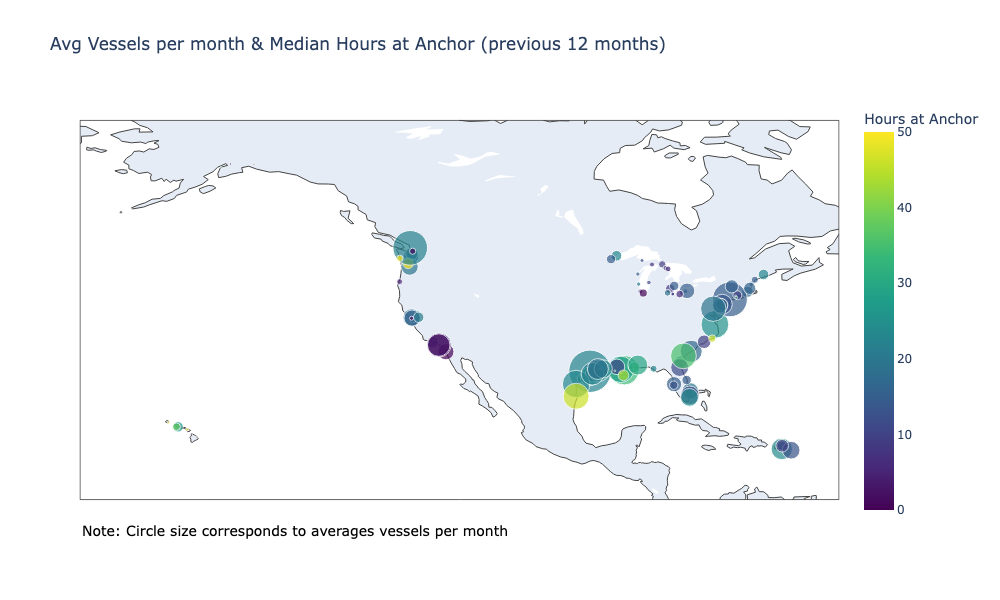 Avg Vessels per month & Median Hours at Anchor (previous 12 months)
Hours at Anchor
50
40
30
20
10
0
Note: Circle size corresponds to averages vessels per month